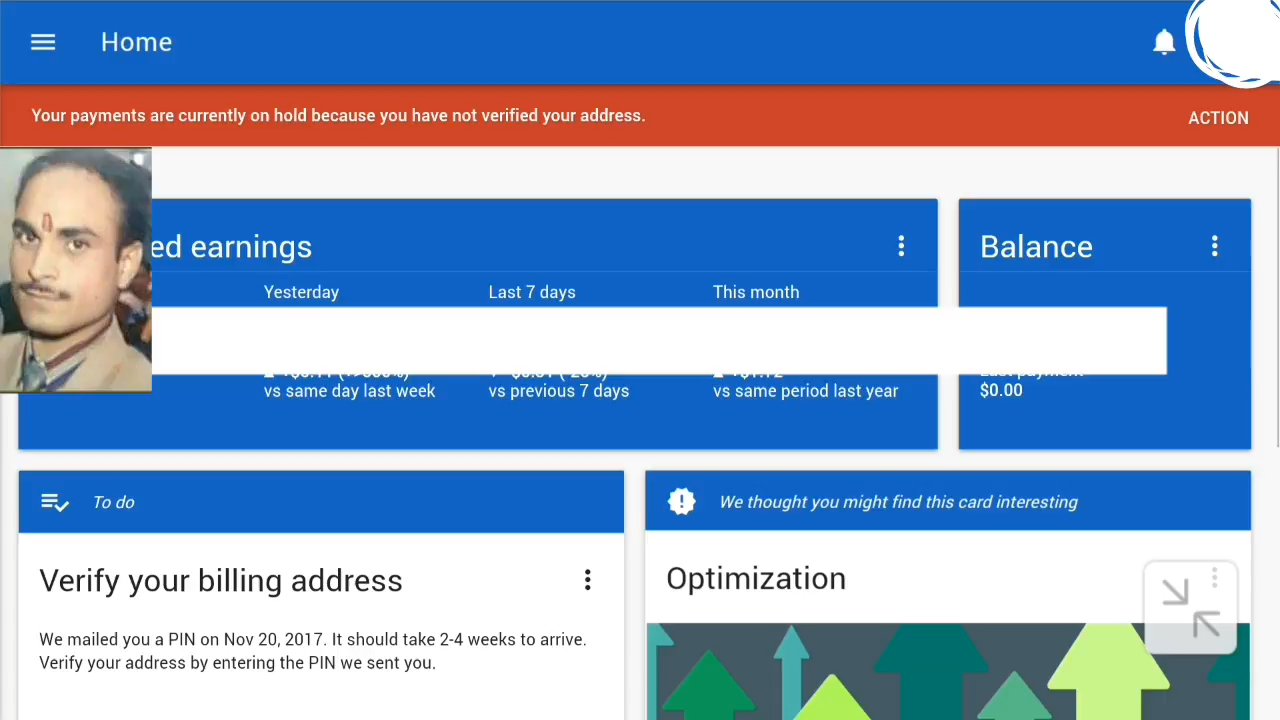 Home
Your payments are currently on hold because you have not verified your address.
ACTION
ed earnings
Balance
Yesterday
Last 7 days
This month
vs same day last week
vs previous 7 days
vs same period last year
Last payment
$0.00
To do
We thought you might find this card interesting
Verify your billing address
Optimization
We mailed you a PIN on Nov 20, 2017. It should take 2-4 weeks to arrive.
Verify your address by entering the PIN we sent you.